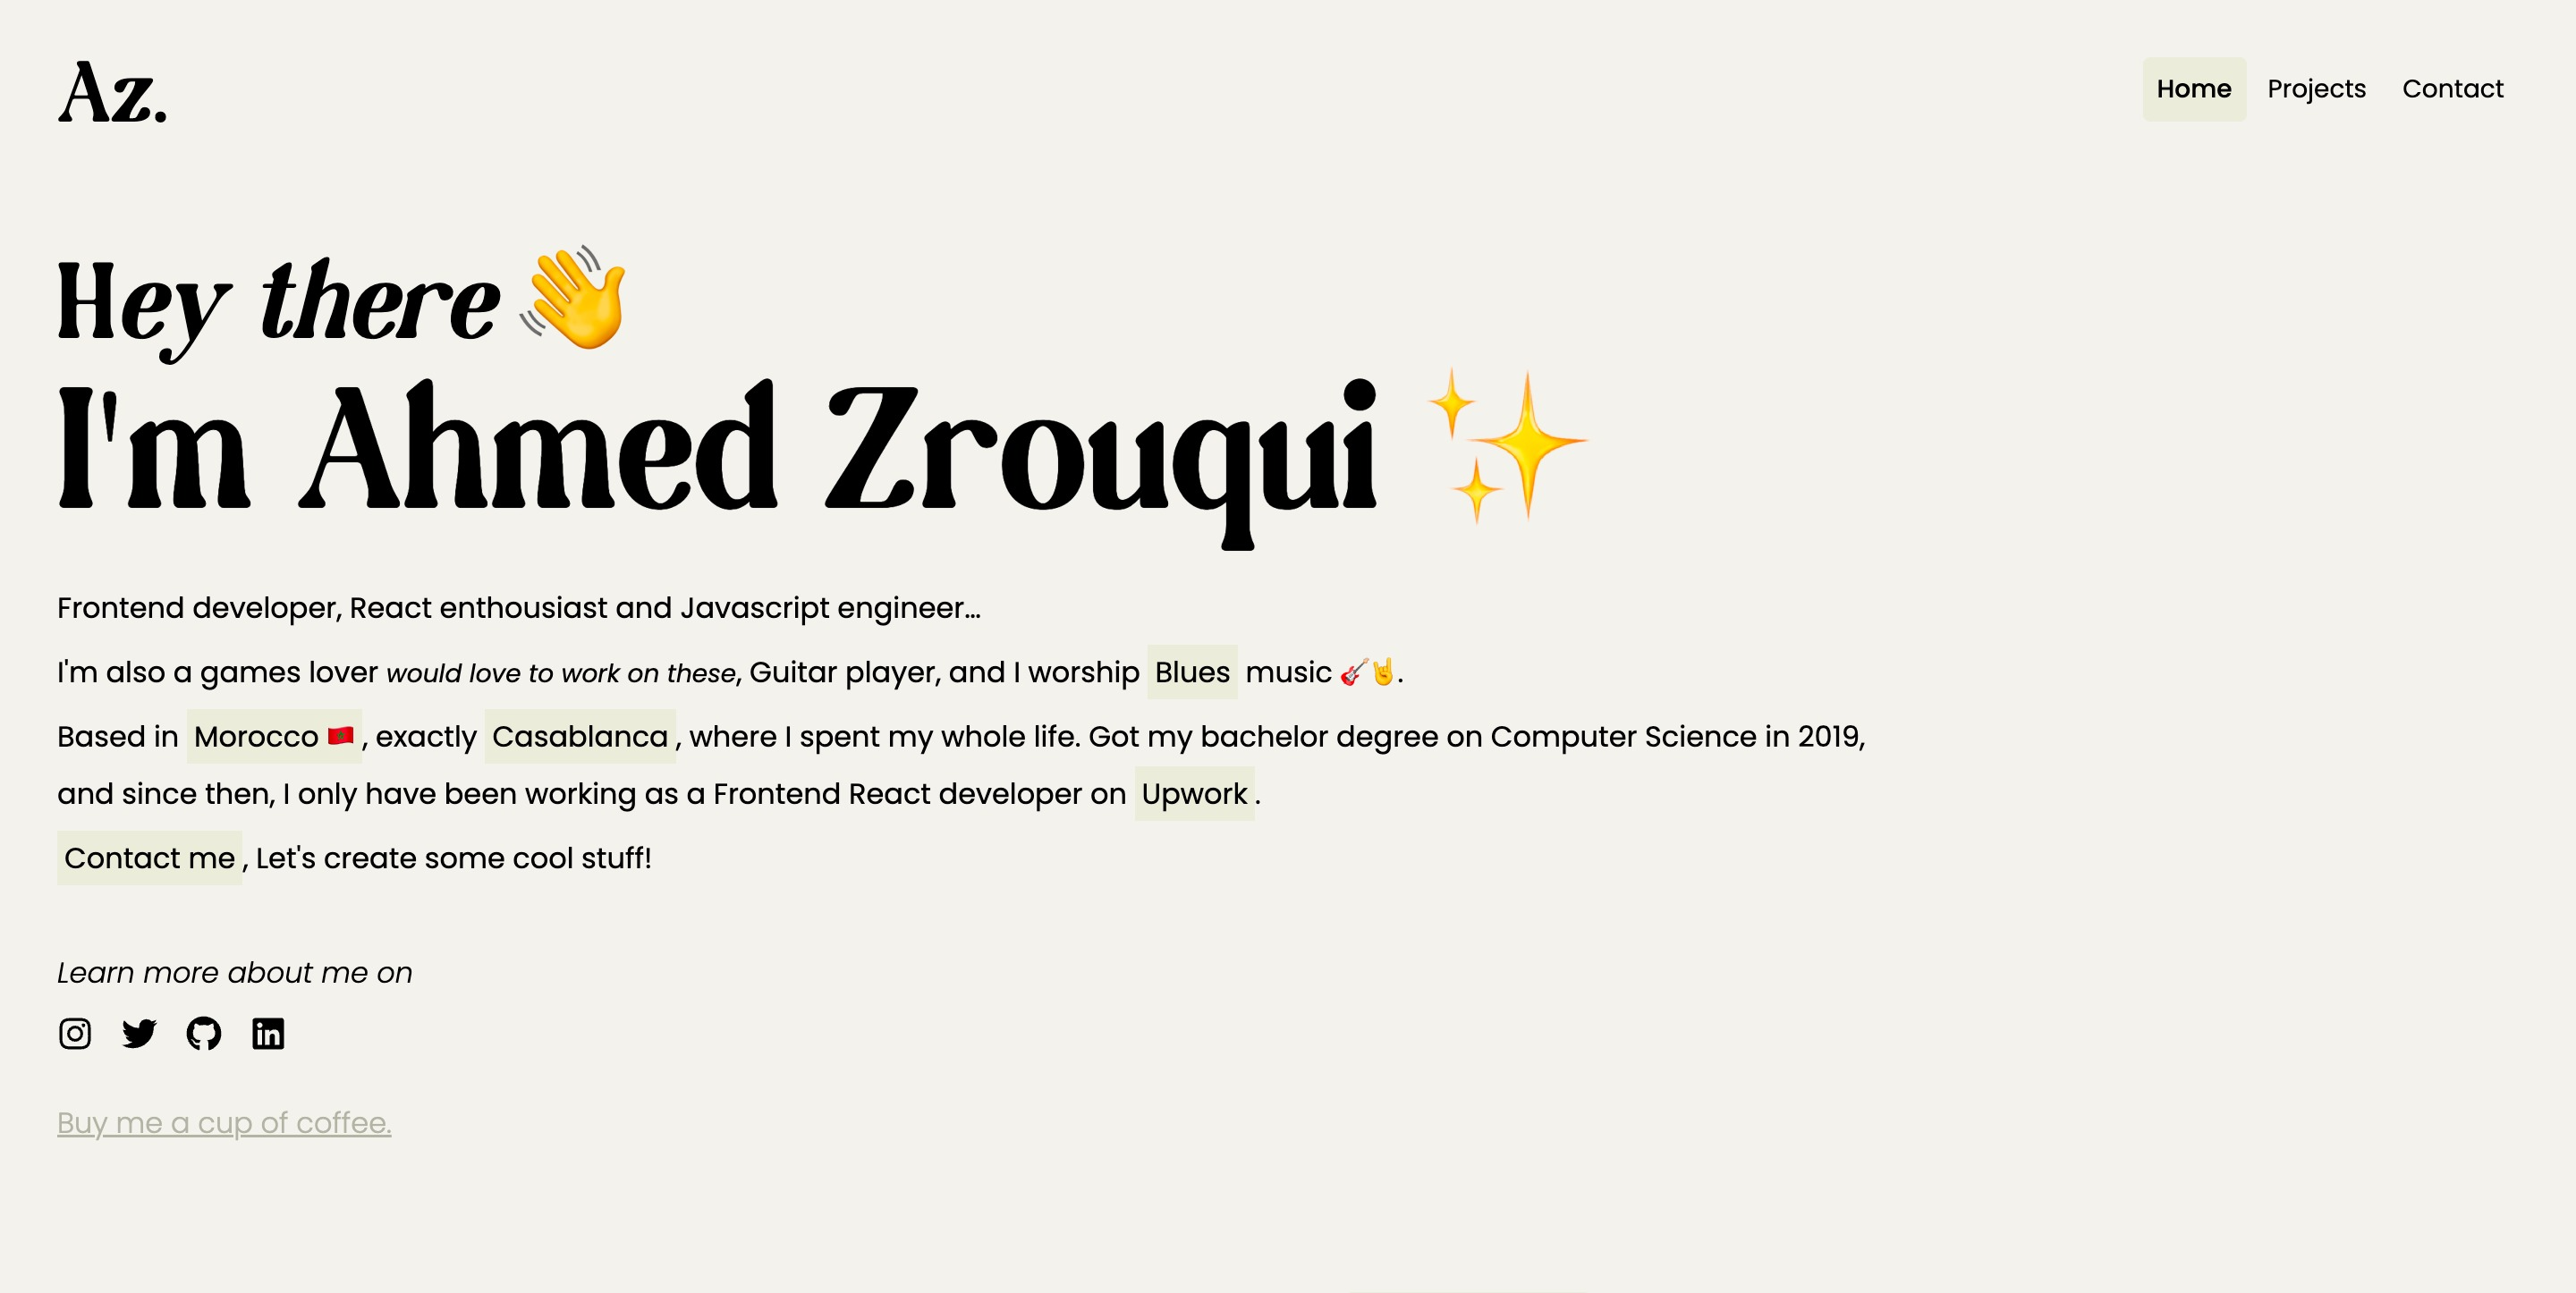 Az.
Home Projects Contact
Hey there 👋
I'm Ahmed Zrouqui ✨
Frontend developer, React enthousiast and Javascript engineer...
I'm also a games lover would love to work on these, Guitar player, and I worship Blues music 🎸🤘.
Based in Morocco 🇲🇦, exactly Casablanca, where I spent my whole life. Got my bachelor degree on Computer Science in 2019,
and since then, I only have been working as a Frontend React developer on Upwork.
Contact me, Let's create some cool stuff!
Learn more about me on
in
Buy me a cup of coffee.